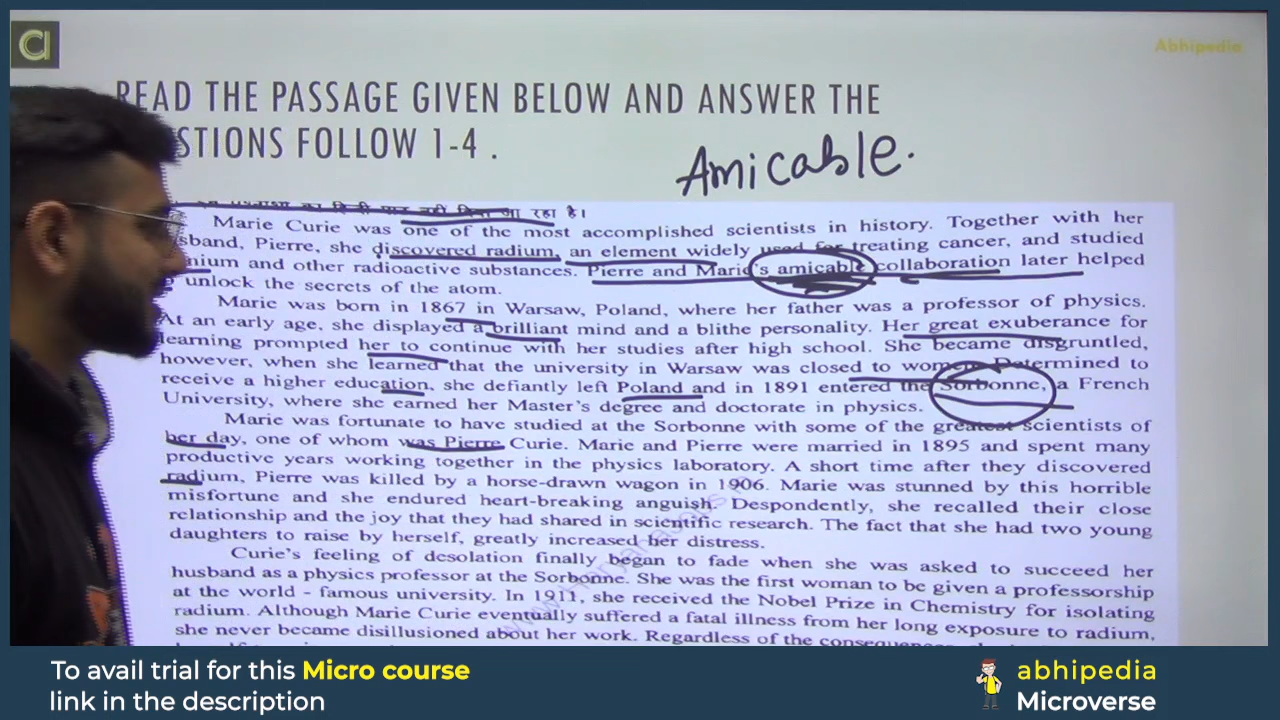 Abhipedia
READ THE PASSAGE GIVEN BELOW AND ANSWER THE
STIONS FOLLOW 1-4 .
Amicable.
का हिन्दी नहीं किया जा रहा है।
Marie Curie was one of the most accomplished scientists in history. Together with her
sband, Pierre, she discovered radium, an element widely used for treating cancer, and studied
nium and other radioactive substances. Pierre and Marie's amicable collaboration later helped
unlock the secrets of the atom.
Marie was born in 1867 in Warsaw, Poland, where her father was a professor of physics.
At an early age, she displayed a brilliant mind and a blithe personality. Her great exuberance for
learning prompted her to continue with her studies after high school. She became disgruntled,
however, when she learned that the university in Warsaw was closed to women. Determined to
receive a higher education, she defiantly left Poland and in 1891 entered the Sorbonne, a French
University, where she earned her Master's degree and doctorate in physics.
Marie was fortunate to have studied at the Sorbonne with some of the greatest scientists of
her day, one of whom was Pierre Curie. Marie and Pierre were married in 1895 and spent many
productive years working together in the physics laboratory. A short time after they discovered
radium, Pierre was killed by a horse-drawn wagon in 1906. Marie was stunned by this horrible
misfortune and she endured heart-breaking anguish. Despondently, she recalled their close
relationship and the joy that they had shared in scientific research. The fact that she had two young
daughters to raise by herself, greatly increased her distress.
Curie's feeling of desolation finally began to fade when she was asked to succeed her
husband as a physics professor at the Sorbonne. She was the first woman to be given a professorship
at the world - famous university. In 1911, she received the Nobel Prize in Chemistry for isolating
radium. Although Marie Curie eventually suffered a fatal illness from her long exposure to radium,
she never became disillusioned about her work. Regardless of the
To avail trial for this Micro course
link in the description
abhipedia
Microverse